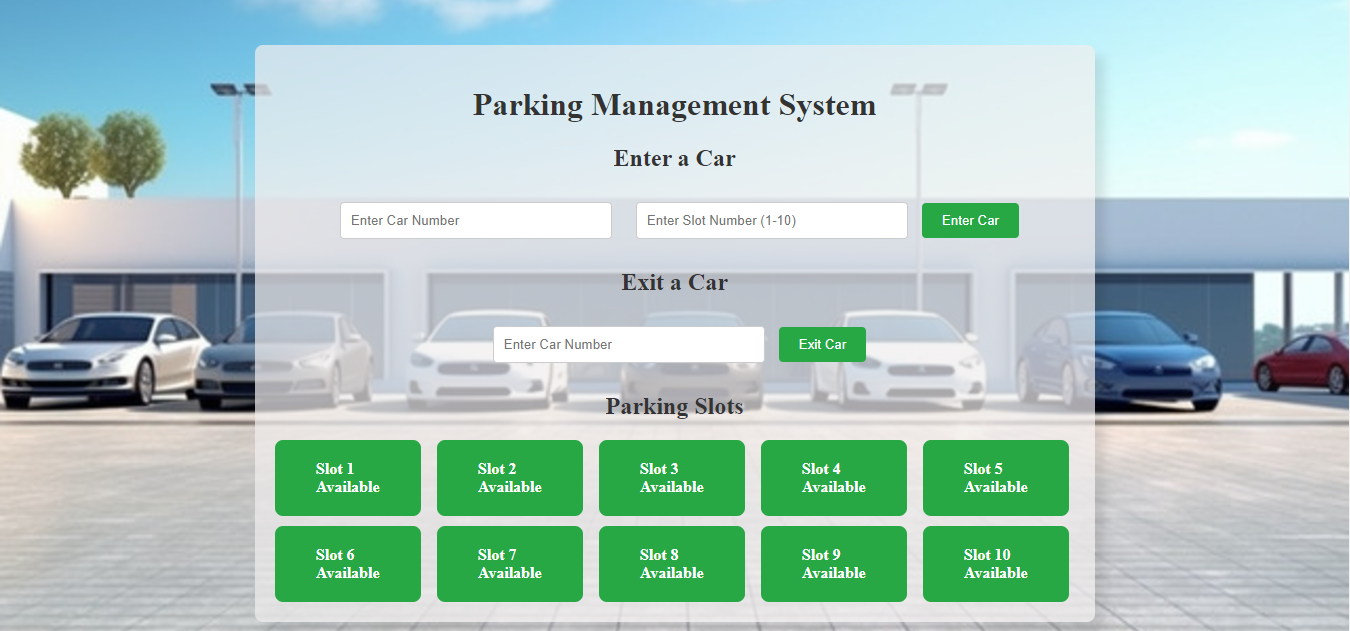 Parking Management System
Enter a Car
Enter Car Number
Enter Slot Number (1-10)
Enter Car
Exit a Car
Enter Car Number
Exit Car
Parking Slots
Slot 1
Available
Slot 2
Available
Slot 3
Available
Slot 4
Available
Slot 5
Available
Slot 6
Available
Slot 7
Available
Slot 8
Available
Slot 9
Available
Slot 10
Available